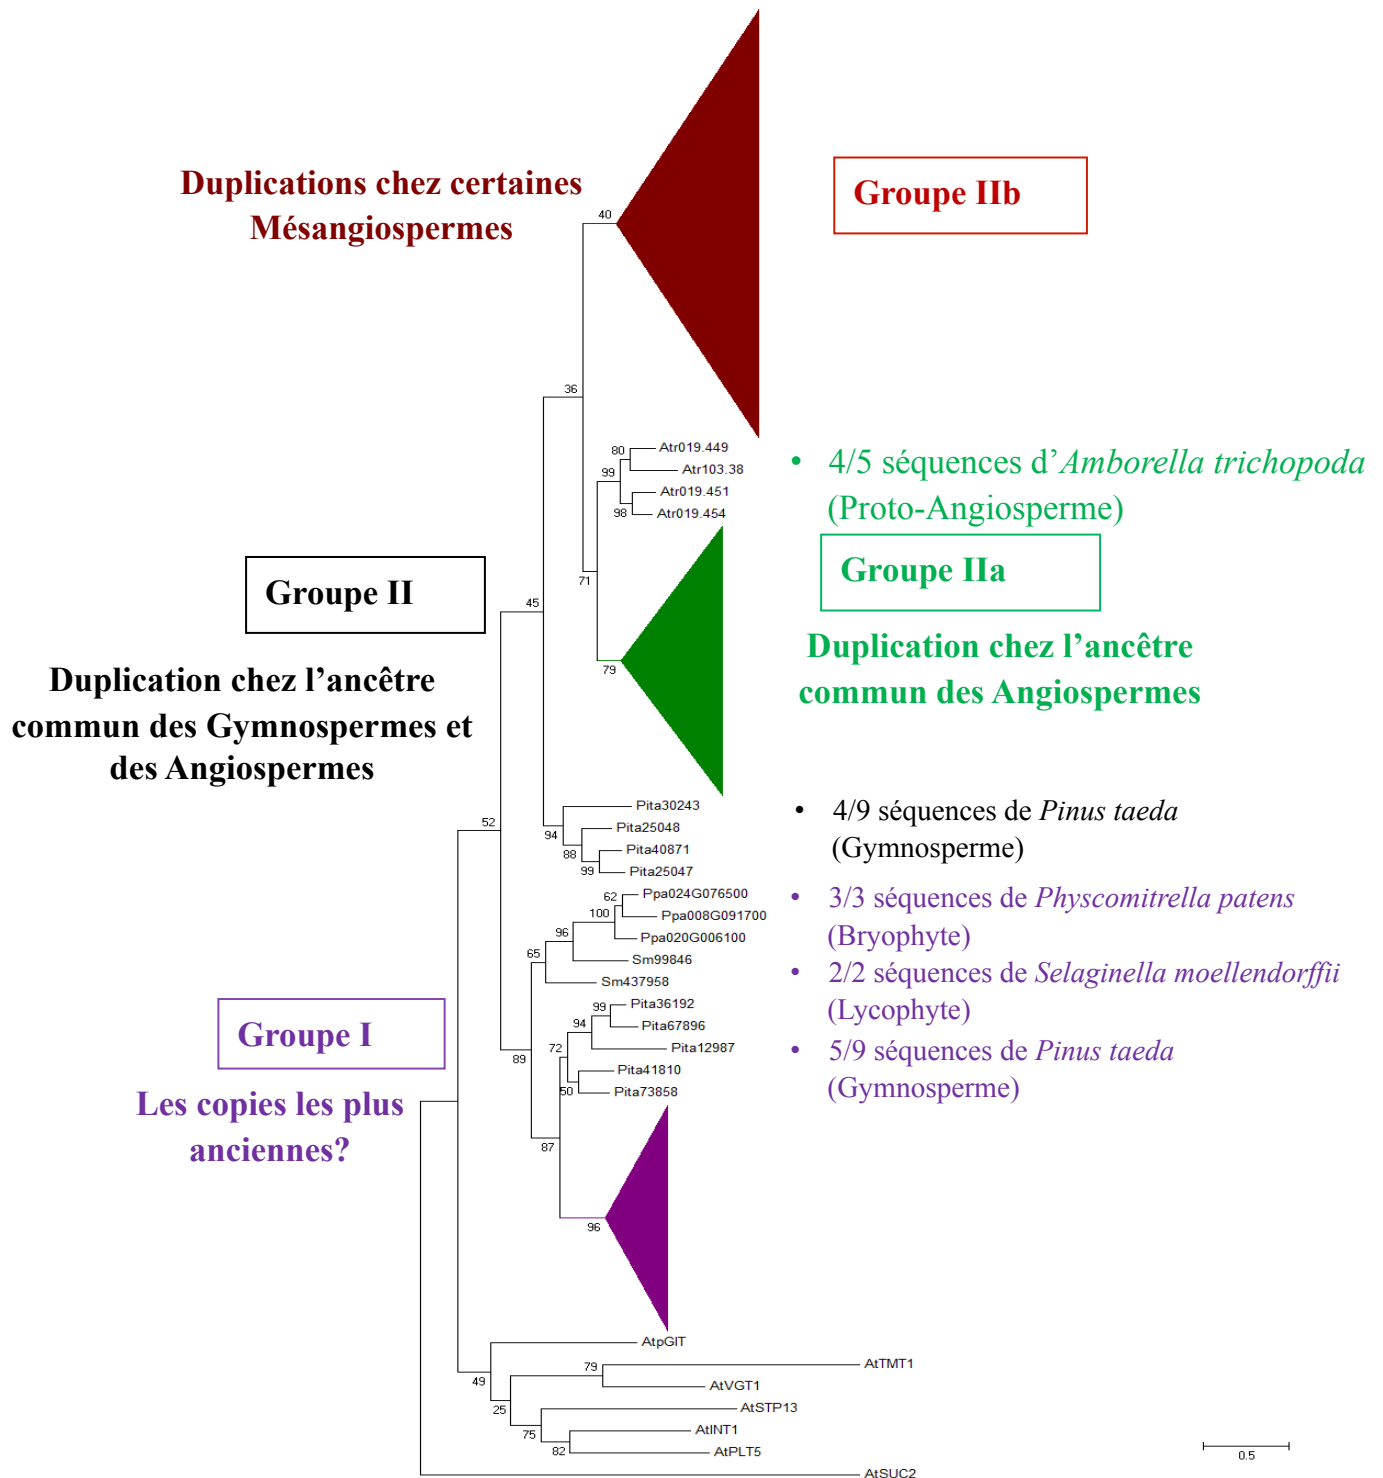 Duplications chez certaines
Mésangiospermes
40
Groupe IIb
36
80
Atr019.449
99
Atr103.38
Atr019.451
98
Atr019.454
• 4/5 séquences d’Amborella trichopoda
(Proto-Angiosperme)
Groupe IIa
Duplication chez l’ancêtre
commun des Angiospermes
71
79
Groupe II
45
Duplication chez l’ancêtre
commun des Gymnospermes et
des Angiospermes
52
Pita30243
94
Pita25048
88
Pita40871
99
Pita25047
• 4/9 séquences de Pinus taeda
(Gymnosperme)
62
Ppa024G076500
100
Ppa008G091700
96
Ppa020G006100
65
Sm99846
Sm437958
• 3/3 séquences de Physcomitrella patens
(Bryophyte)
• 2/2 séquences de Selaginella moellendorffii
(Lycophyte)
• 5/9 séquences de Pinus taeda
(Gymnosperme)
Groupe I
Les copies les plus
anciennes?
89
99
Pita36192
94
Pita67896
72
Pita12987
Pita41810
50
Pita73858
87
96
AtpGlT
49
79
AtTMT1
AtVGT1
25
AtSTP13
75
AtINT1
82
AtPLT5
AtSUC2
0.5